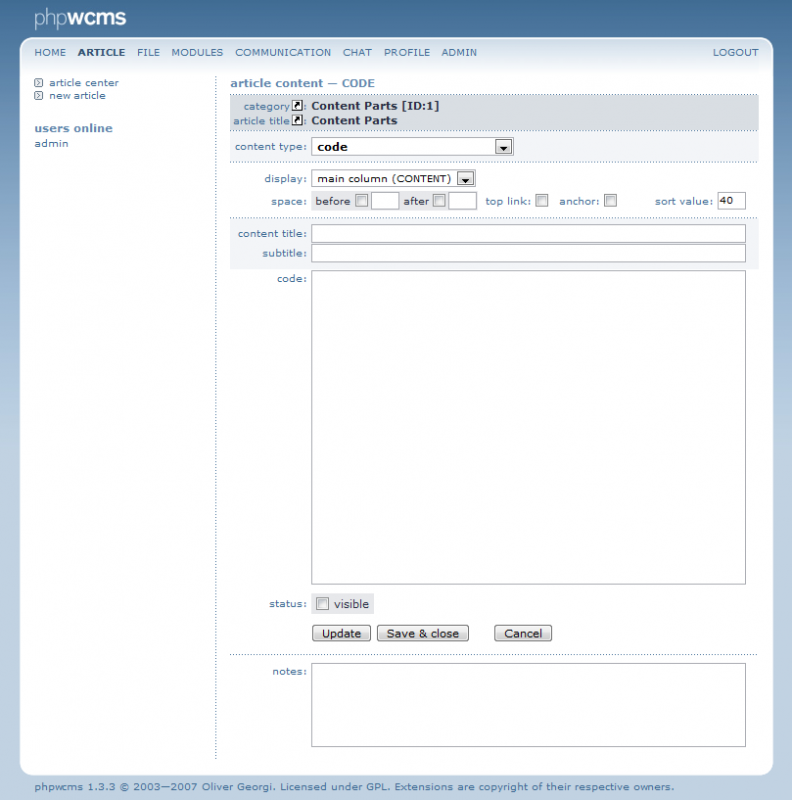 phpwcms
HOME ARTICLE FILE MODULES COMMUNICATION CHAT PROFILE ADMIN LOGOUT
article center
new article
users online
admin
article content — CODE
category: Content Parts [ID:1]
article title: Content Parts
content type: code
display: main column (CONTENT)
space: before after top link: anchor: sort value: 40
content title:
subtitle:
code:
status: visible
Update Save & close Cancel
notes:
phpwcms 1.3.3 © 2003—2007 Oliver Georgi. Licensed under GPL. Extensions are copyright of their respective owners.